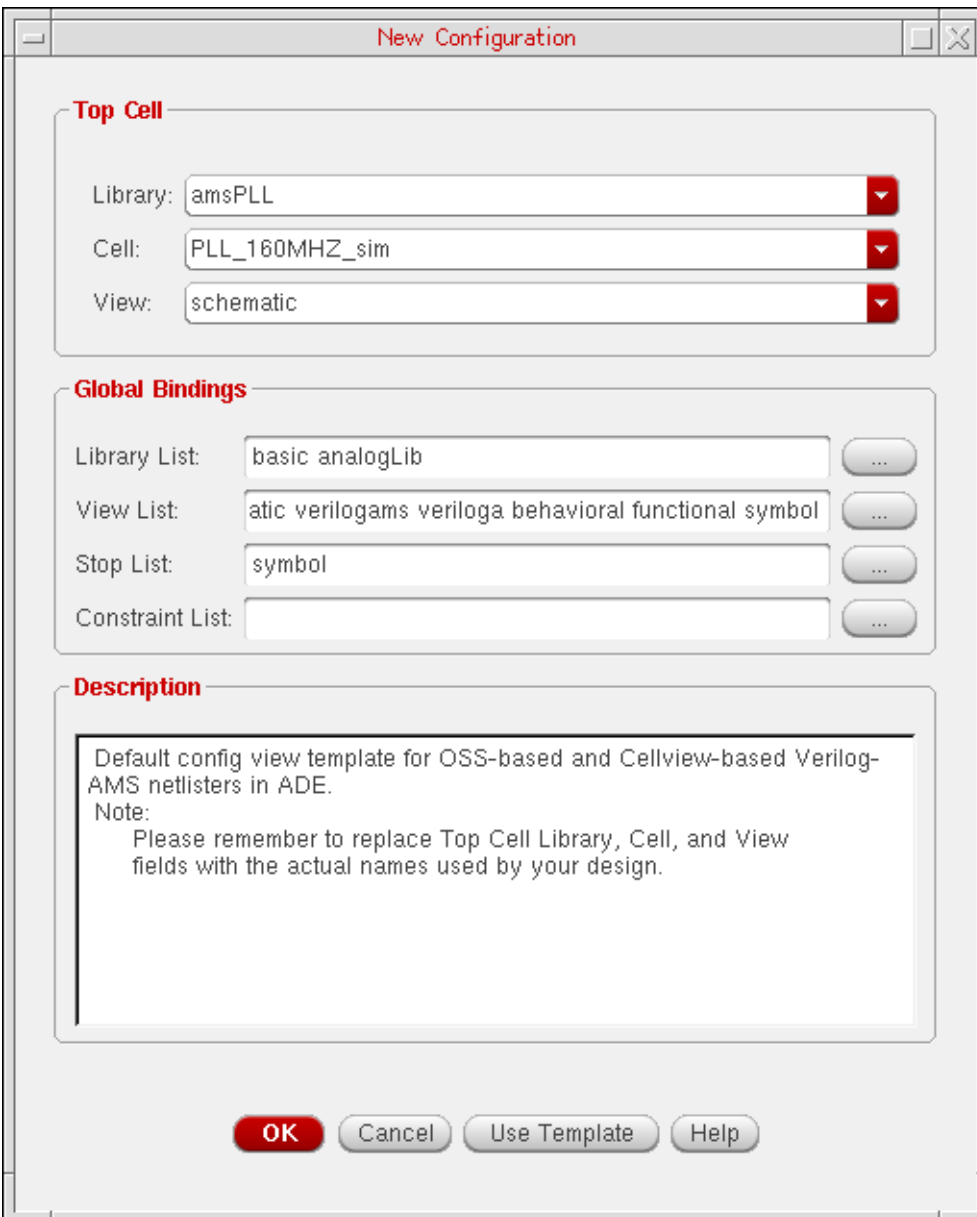 New Configuration
Top Cell
Library: amsPLL
Cell: PLL_160MHZ_sim
View: schematic
Global Bindings
Library List: basic analogLib ...
View List: atic verilogams veriloga behavioral functional symbol ...
Stop List: symbol ...
Constraint List: ...
Description
Default config view template for OSS-based and Cellview-based Verilog-
AMS netlisters in ADE.
Note:
Please remember to replace Top Cell Library, Cell, and View
fields with the actual names used by your design.
OK Cancel Use Template Help